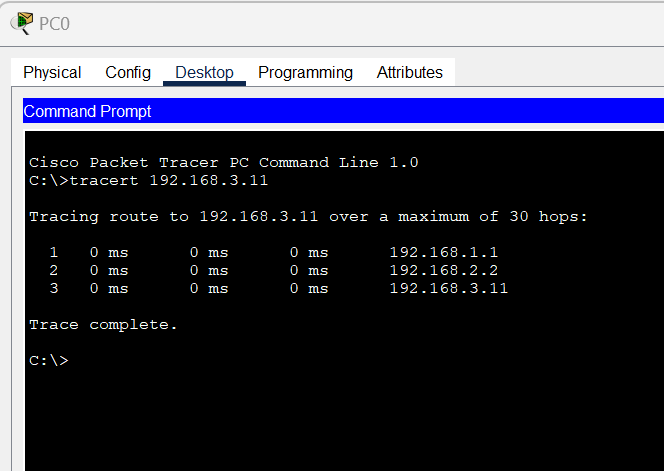 PC0
Physical Config Desktop Programming Attributes
Command Prompt
Cisco Packet Tracer PC Command Line 1.0
C:\>tracert 192.168.3.11
Tracing route to 192.168.3.11 over a maximum of 30 hops:
1 0 ms 0 ms 0 ms 192.168.1.1
2 0 ms 0 ms 0 ms 192.168.2.2
3 0 ms 0 ms 0 ms 192.168.3.11
Trace complete.
C:\>